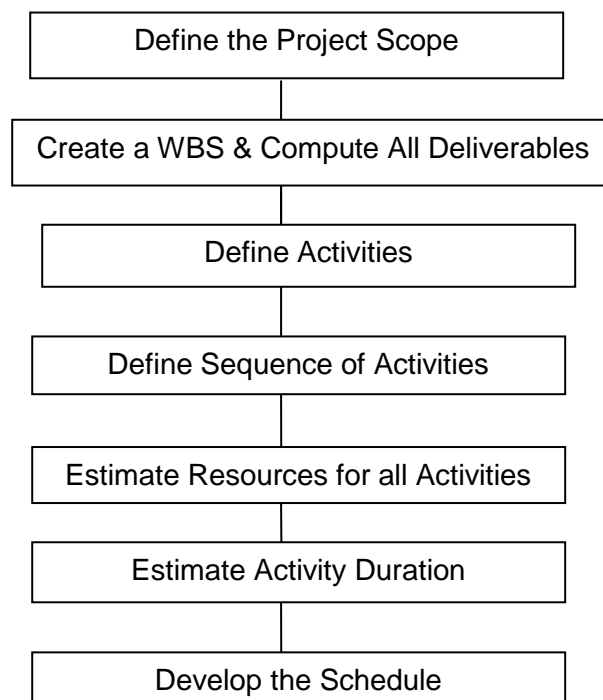 Define the Project Scope
Create a WBS & Compute All Deliverables
Define Activities
Define Sequence of Activities
Estimate Resources for all Activities
Estimate Activity Duration
Develop the Schedule